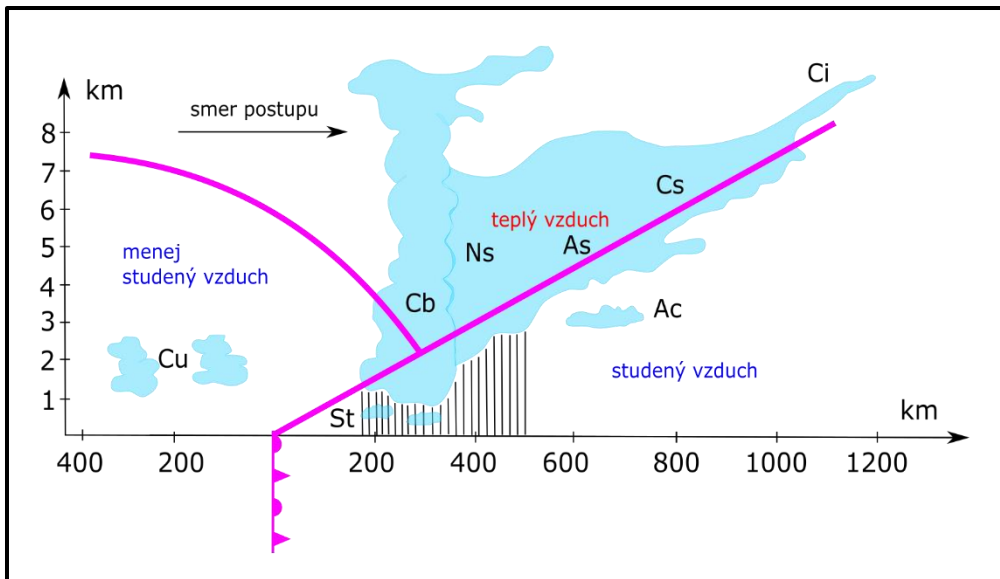 km
smer postupu
Ci
8
7
6
5
4
3
2
1
menej
studený vzduch
teplý vzduch
Cs
As
Ns
Cb
Ac
Cu
studený vzduch
St
km
400 200 200 400 600 800 1000 1200